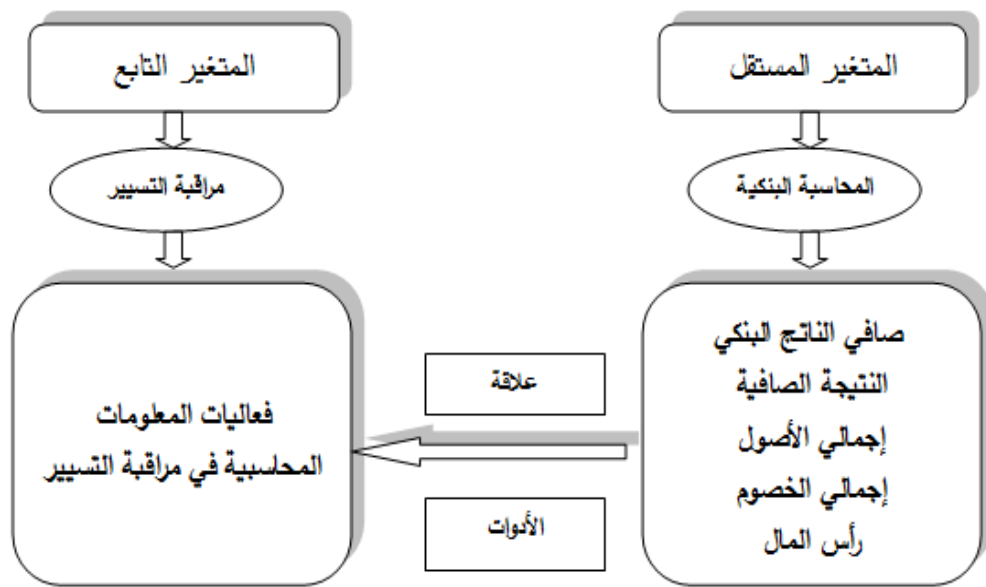 المتغير المستقل
المتغير التابع
المحاسبة البنكية
مراقبة التسيير
صافي الناتج البنكي
النتيجة الصافية
إجمالي الأصول
إجمالي الخصوم
رأس المال
علاقة
الأدوات
فعاليات المعلومات
المحاسبية في مراقبة التسيير